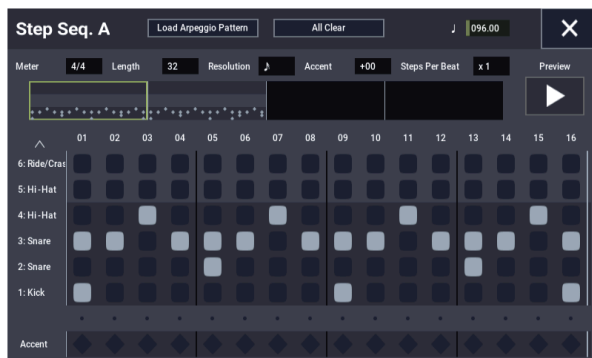 Step Seq. A Load Arpeggio Pattern All Clear ♩ 096.00 ✕
Meter 4/4 Length 32 Resolution ♪ Accent +00 Steps Per Beat x 1 Preview
01 02 03 04 05 06 07 08 09 10 11 12 13 14 15 16
6: Ride/Cras
5: Hi-Hat
4: Hi-Hat
3: Snare
2: Snare
1: Kick
Accent